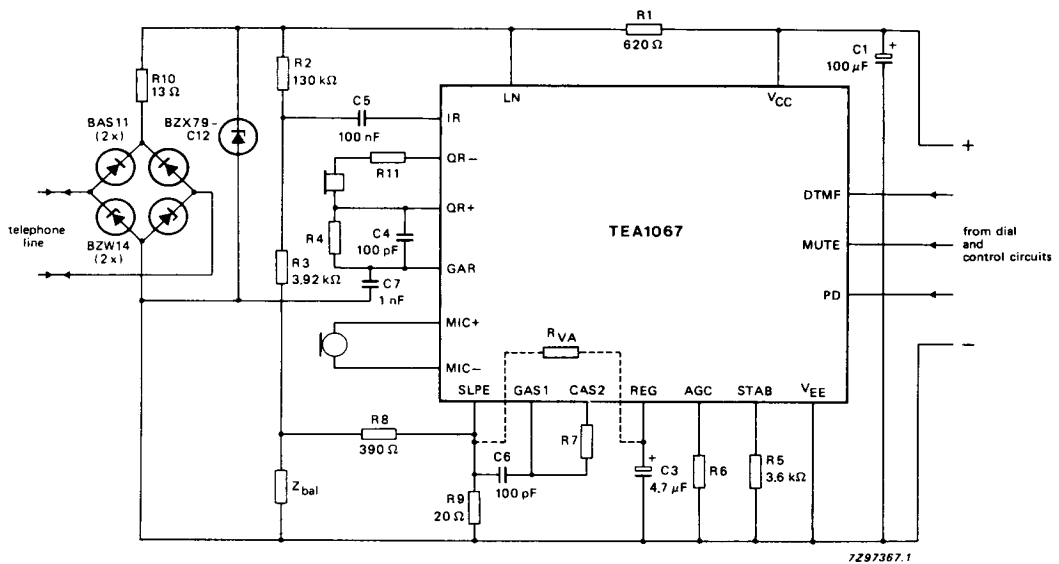 R1
620 Ω
R10
13 Ω
R2
130 kΩ
C1
100 µF
+
LN
VCC
C5
100 nF
IR
BAS11
(2x)
BZX79-
C12
QR−
R11
+
DTMF
QR+
TEA1067
R4
C4
100 pF
telephone
line
BZW14
(2x)
MUTE
from dial
and
control circuits
R3
3,92 kΩ
GAR
C7
1 nF
PD
MIC+
RVA
MIC−
−
SLPE
GAS1
CAS2
REG
AGC
STAB
VEE
R8
390 Ω
R7
C6
100 pF
+
C3
4.7 µF
R6
R5
3.6 kΩ
Zbal
R9
20 Ω
7Z97367.1